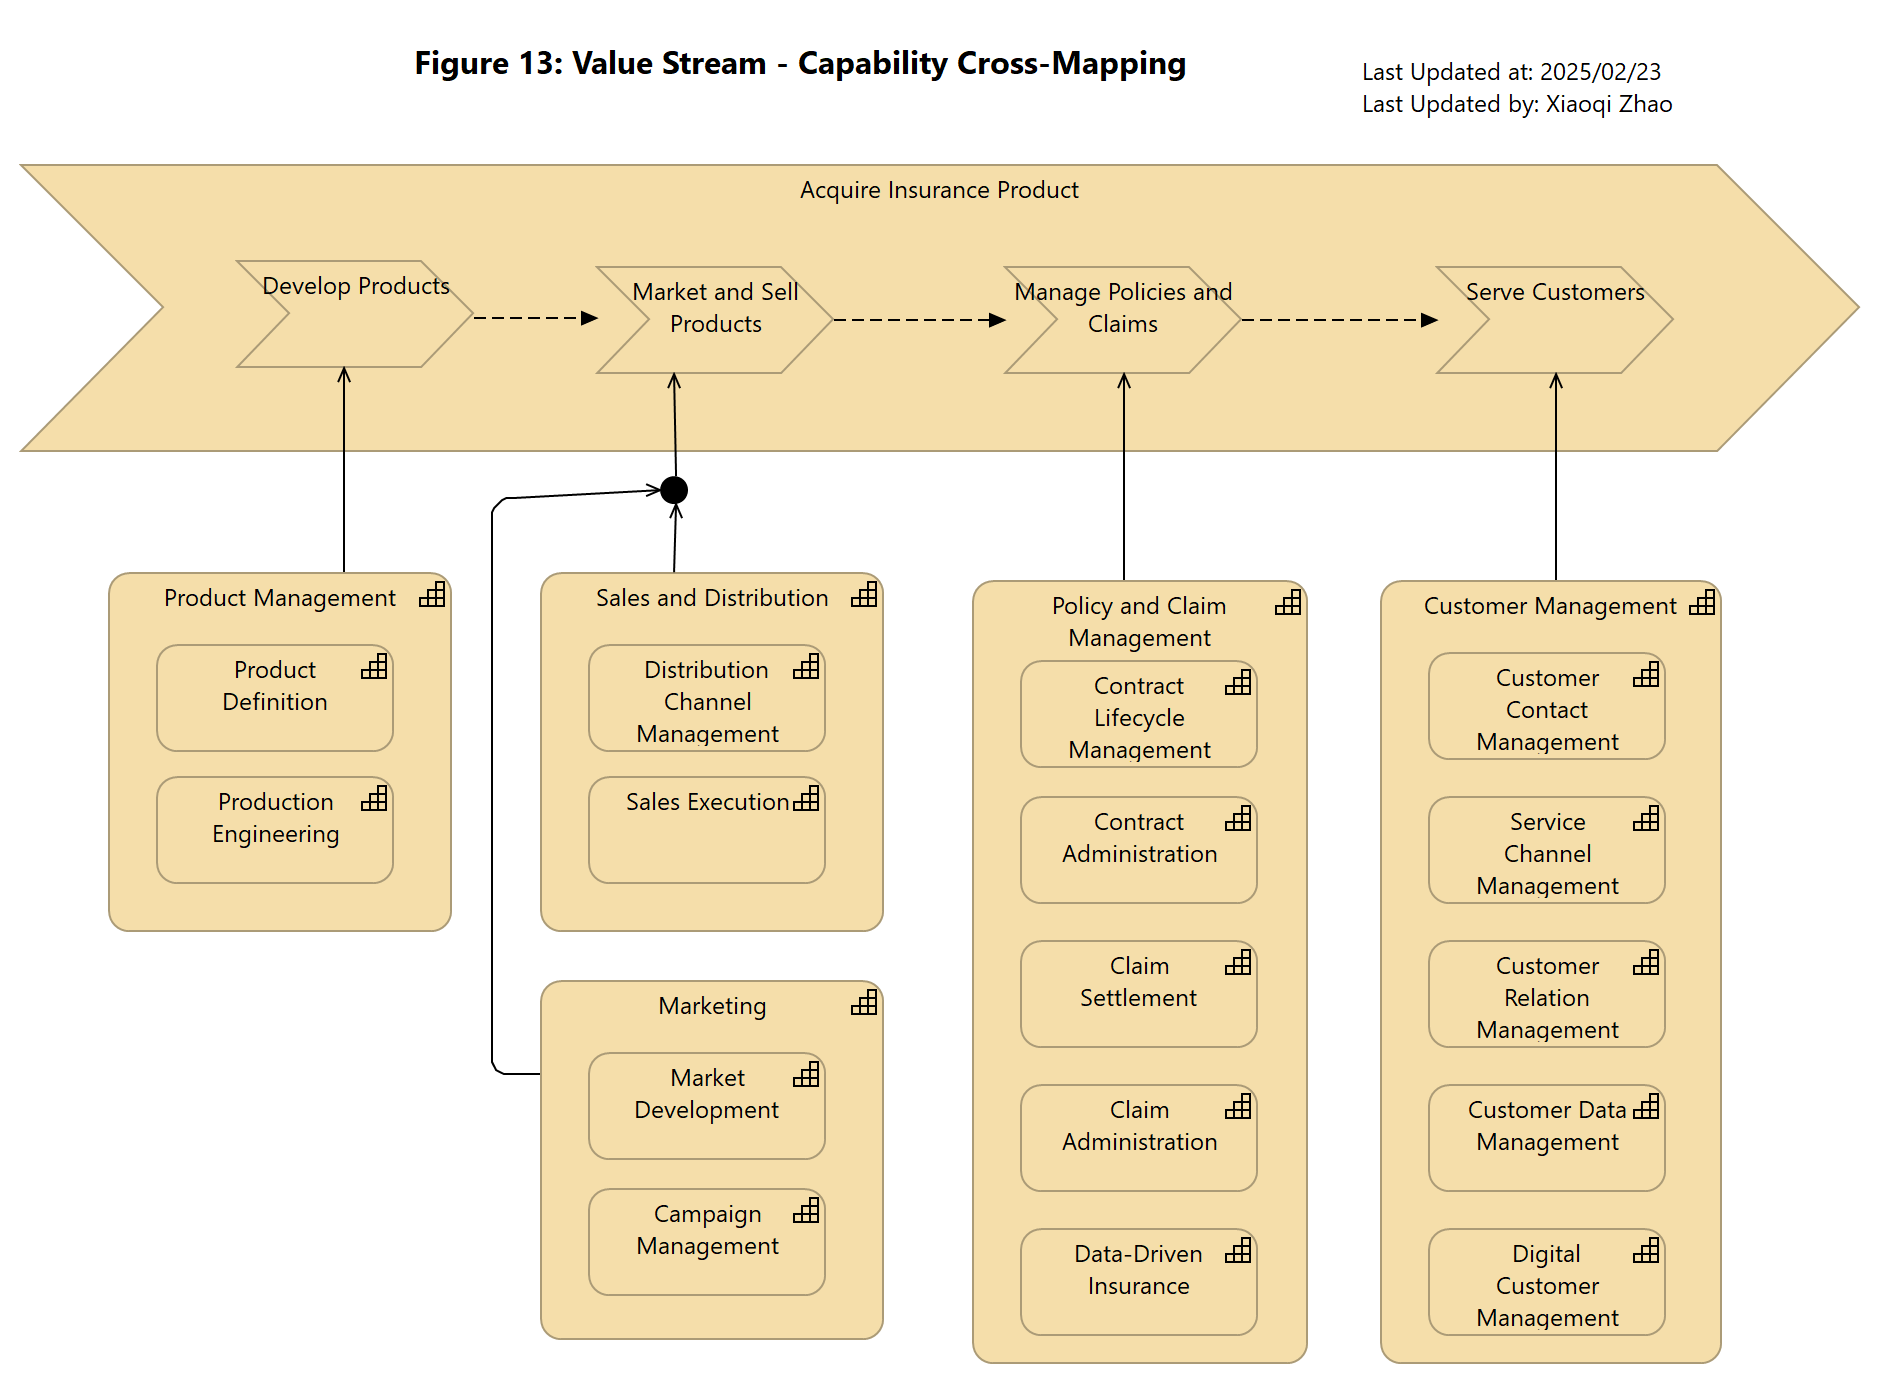 Figure 13: Value Stream - Capability Cross-Mapping
Last Updated at: 2025/02/23
Last Updated by: Xiaoqi Zhao
Acquire Insurance Product
Develop Products
Market and Sell
Products
Manage Policies and
Claims
Serve Customers
Product Management
Product
Definition
Production
Engineering
Sales and Distribution
Distribution
Channel
Management
Sales Execution
Marketing
Market
Development
Campaign
Management
Policy and Claim
Management
Contract
Lifecycle
Management
Contract
Administration
Claim
Settlement
Claim
Administration
Data-Driven
Insurance
Customer Management
Customer
Contact
Management
Service
Channel
Management
Customer
Relation
Management
Customer Data
Management
Digital
Customer
Management